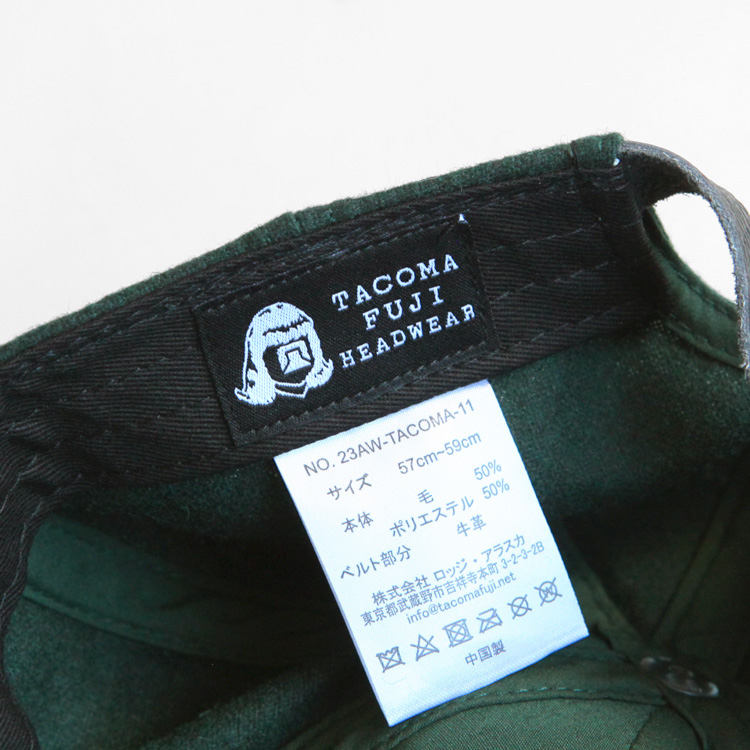 TACOMA
FUJI
HEADWEAR
NO. 23AW-TACOMA-11
サイズ 57cm~59cm
本体 毛 50%
ポリエステル 50%
ベルト部分 牛革
株式会社 ロッジ・アラスカ
東京都武蔵野市吉祥寺本町 3-2-3-2B
info@tacomafuji.net
中国製